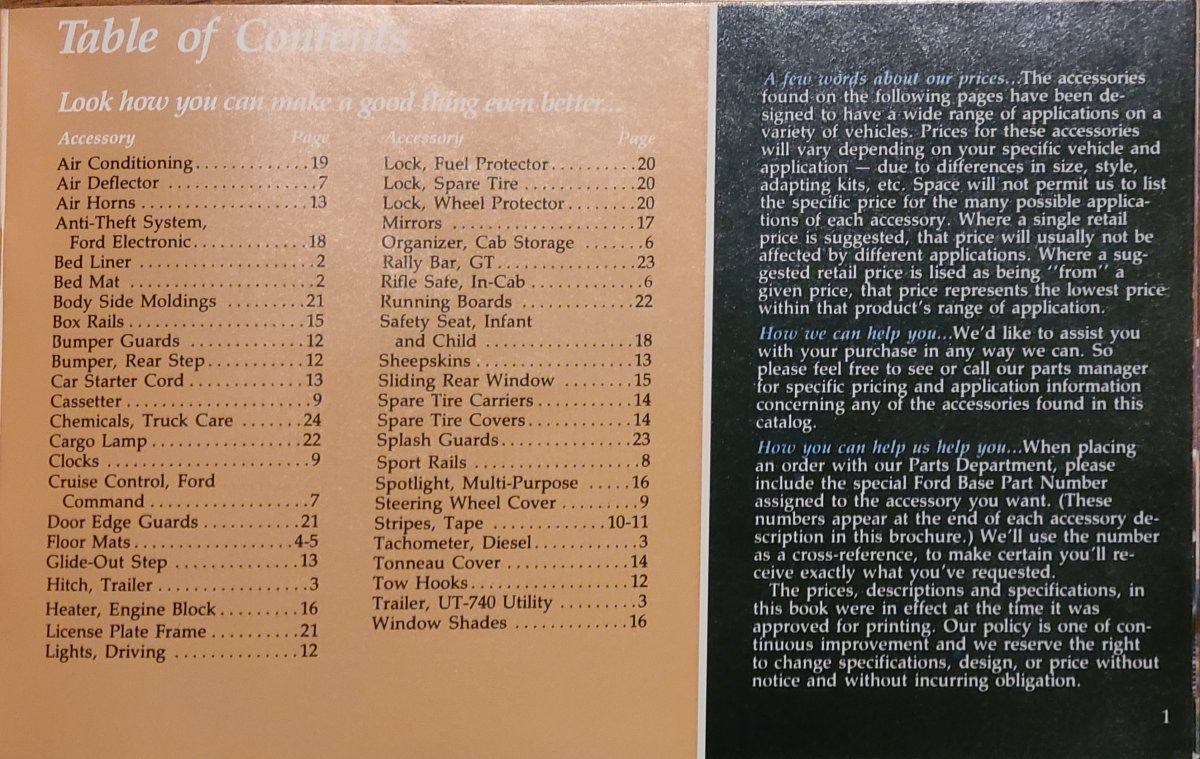 Table of Contents
Look how you can make a good thing even better...
Accessory Page
Air Conditioning............19
Air Deflector ................7
Air Horns ..................13
Anti-Theft System,
Ford Electronic............18
Bed Liner ...................2
Bed Mat ....................2
Body Side Moldings .........21
Box Rails...................15
Bumper Guards .............12
Bumper, Rear Step...........12
Car Starter Cord ............13
Cassetter ....................9
Chemicals, Truck Care .......24
Cargo Lamp.................22
Clocks ......................9
Cruise Control, Ford
Command ..................7
Door Edge Guards ...........21
Floor Mats.................4-5
Glide-Out Step ..............13
Hitch, Trailer ................3
Heater, Engine Block.........16
License Plate Frame..........21
Lights, Driving ..............12
Accessory Page
Lock, Fuel Protector..........20
Lock, Spare Tire .............20
Lock, Wheel Protector........20
Mirrors ....................17
Organizer, Cab Storage .......6
Rally Bar, GT................23
Rifle Safe, In-Cab ............6
Running Boards .............22
Safety Seat, Infant
and Child .................18
Sheepskins ..................13
Sliding Rear Window ........15
Spare Tire Carriers...........14
Spare Tire Covers............14
Splash Guards...............23
Sport Rails ..................8
Spotlight, Multi-Purpose .....16
Steering Wheel Cover .........9
Stripes, Tape .............10-11
Tachometer, Diesel............3
Tonneau Cover ..............14
Tow Hooks..................12
Trailer, UT-740 Utility ........3
Window Shades .............16
A few words about our prices...The accessories
found on the following pages have been de-
signed to have a wide range of applications on a
variety of vehicles. Prices for these accessories
will vary depending on your specific vehicle and
application — due to differences in size, style,
adapting kits, etc. Space will not permit us to list
the specific price for the many possible applica-
tions of each accessory. Where a single retail
price is suggested, that price will usually not be
affected by different applications. Where a sug-
gested retail price is lised as being "from" a
given price, that price represents the lowest price
within that product's range of application.
How we can help you...We'd like to assist you
with your purchase in any way we can. So
please feel free to see or call our parts manager
for specific pricing and application information
concerning any of the accessories found in this
catalog.
How you can help us help you...When placing
an order with our Parts Department, please
include the special Ford Base Part Number
assigned to the accessory you want. (These
numbers appear at the end of each accessory de-
scription in this brochure.) We'll use the number
as a cross-reference, to make certain you'll re-
ceive exactly what you've requested.
The prices, descriptions and specifications, in
this book were in effect at the time it was
approved for printing. Our policy is one of con-
tinuous improvement and we reserve the right
to change specifications, design, or price without
notice and without incurring obligation.
1